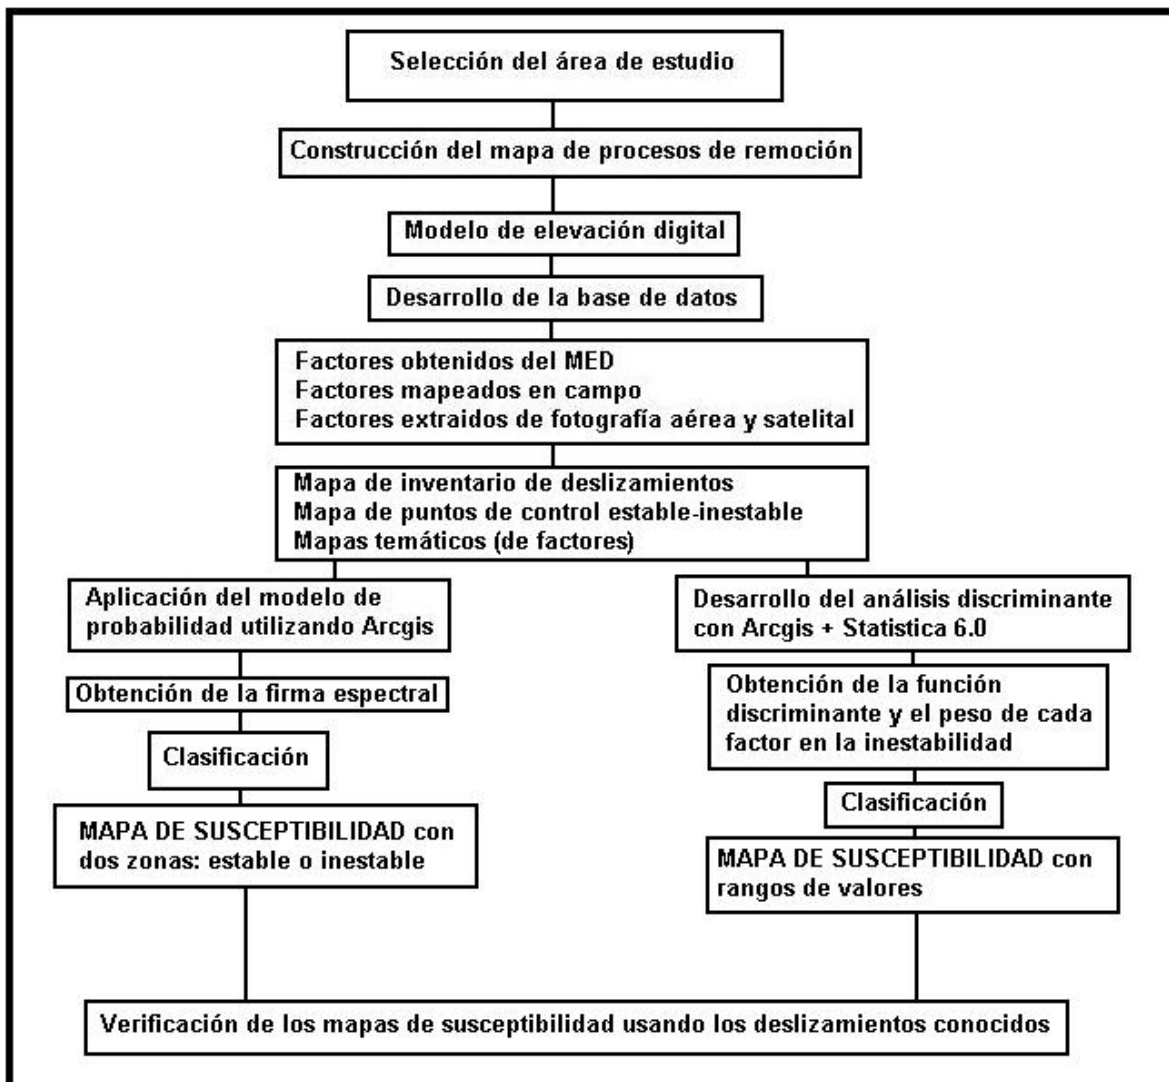 Selección del área de estudio
Construcción del mapa de procesos de remoción
Modelo de elevación digital
Desarrollo de la base de datos
Factores obtenidos del MED
Factores mapeados en campo
Factores extraidos de fotografía aérea y satelital
Mapa de inventario de deslizamientos
Mapa de puntos de control estable-inestable
Mapas temáticos (de factores)
Aplicación del modelo de
probabilidad utilizando Arcgis
Obtención de la firma espectral
Clasificación
MAPA DE SUSCEPTIBILIDAD con
dos zonas: estable o inestable
Desarrollo del análisis discriminante
con Arcgis + Statistica 6.0
Obtención de la función
discriminante y el peso de cada
factor en la inestabilidad
Clasificación
MAPA DE SUSCEPTIBILIDAD con
rangos de valores
Verificación de los mapas de susceptibilidad usando los deslizamientos conocidos